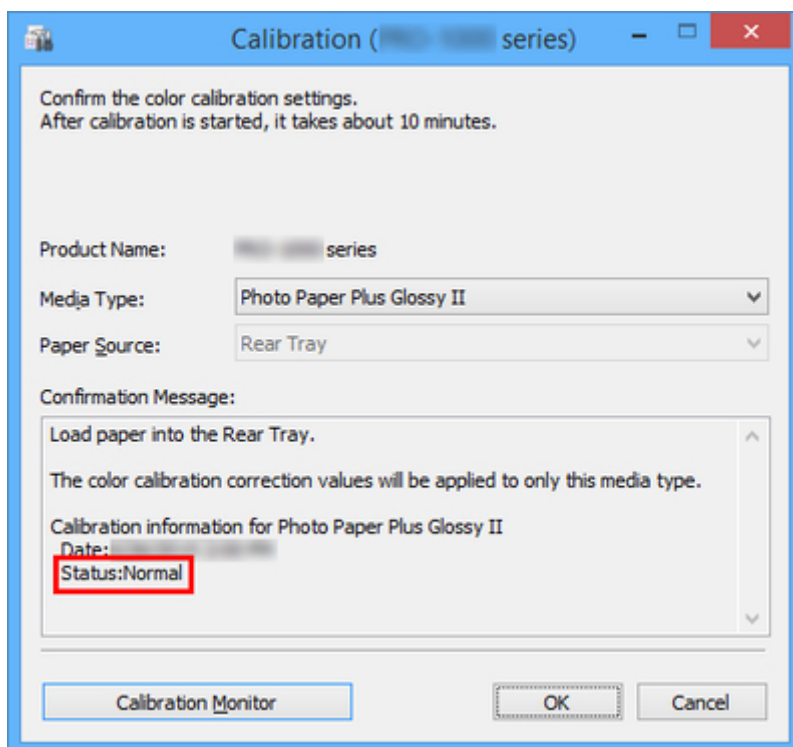 Calibration ( series)
Confirm the color calibration settings.
After calibration is started, it takes about 10 minutes.
Product Name: series
Media Type: Photo Paper Plus Glossy II
Paper Source: Rear Tray
Confirmation Message:
Load paper into the Rear Tray.
The color calibration correction values will be applied to only this media type.
Calibration information for Photo Paper Plus Glossy II
Date:
Status:Normal
Calibration Monitor OK Cancel